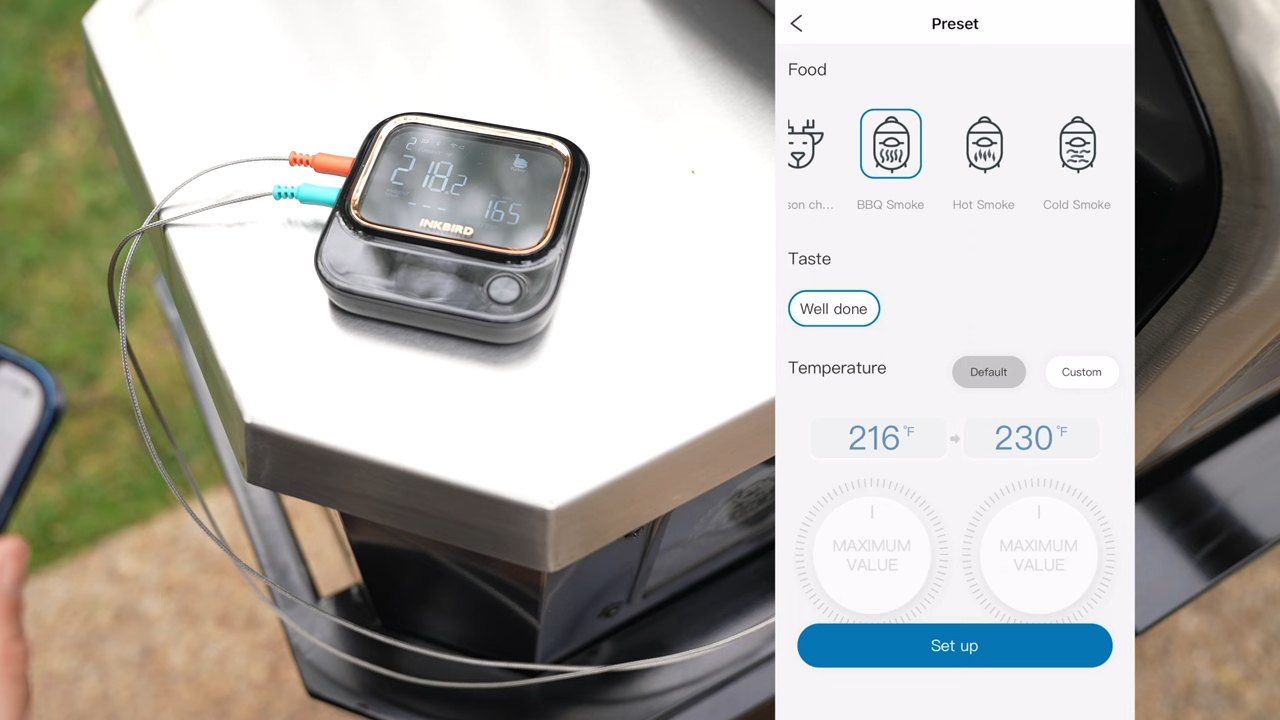 2
218.2
- - -
165
INKBIRD
Preset
Food
son ch...
BBQ Smoke
Hot Smoke
Cold Smoke
Taste
Well done
Temperature
Default
Custom
216 °F
230 °F
MAXIMUM
VALUE
MAXIMUM
VALUE
Set up